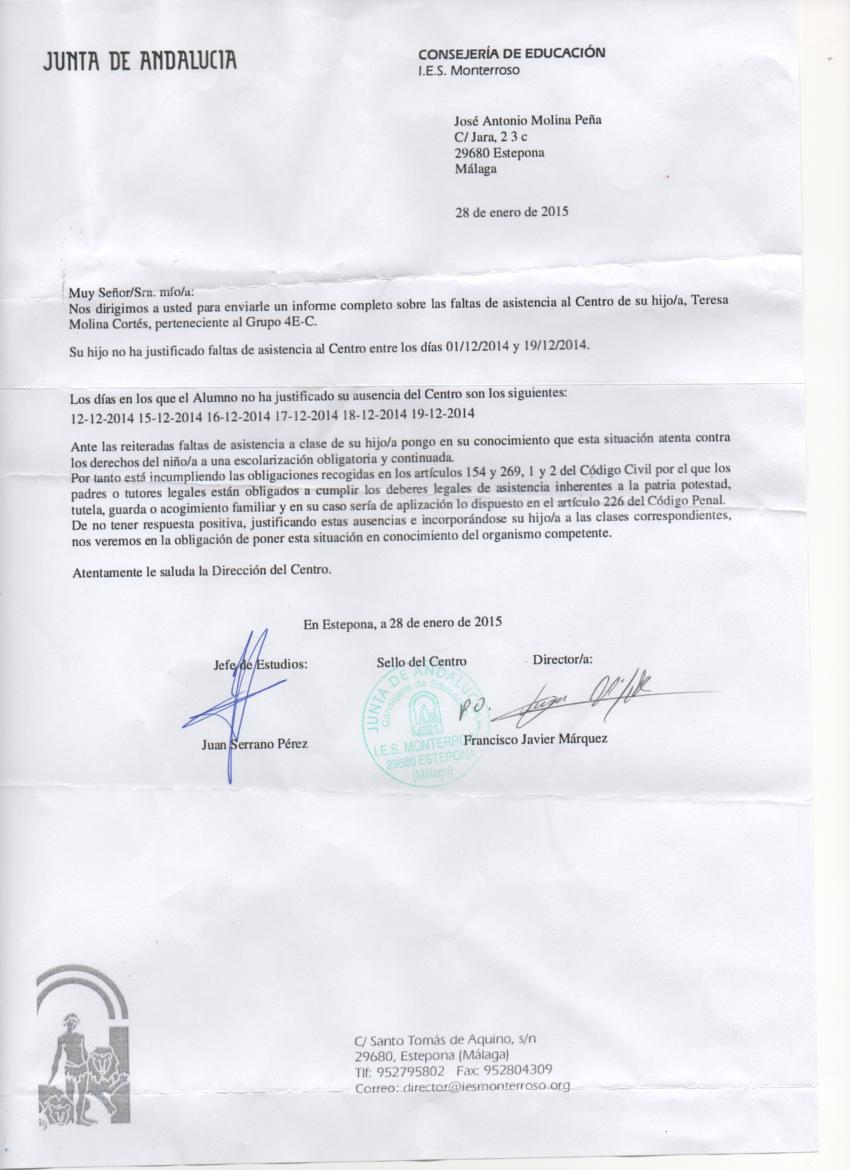 JUNTA DE ANDALUCIA
CONSEJERÍA DE EDUCACIÓN
I.E.S. Monterroso
José Antonio Molina Peña
C/ Jara, 2 3 c
29680 Estepona
Málaga
28 de enero de 2015
Muy Señor/Sra. mío/a:
Nos dirigimos a usted para enviarle un informe completo sobre las faltas de asistencia al Centro de su hijo/a, Teresa
Molina Cortés, perteneciente al Grupo 4E-C.
Su hijo no ha justificado faltas de asistencia al Centro entre los días 01/12/2014 y 19/12/2014.
Los días en los que el Alumno no ha justificado su ausencia del Centro son los siguientes:
12-12-2014 15-12-2014 16-12-2014 17-12-2014 18-12-2014 19-12-2014
Ante las reiteradas faltas de asistencia a clase de su hijo/a pongo en su conocimiento que esta situación atenta contra
los derechos del niño/a a una escolarización obligatoria y continuada.
Por tanto está incumpliendo las obligaciones recogidas en los artículos 154 y 269, 1 y 2 del Código Civil por el que los
padres o tutores legales están obligados a cumplir los deberes legales de asistencia inherentes a la patria potestad,
tutela, guarda o acogimiento familiar y en su caso sería de aplización lo dispuesto en el artículo 226 del Código Penal.
De no tener respuesta positiva, justificando estas ausencias e incorporándose su hijo/a a las clases correspondientes,
nos veremos en la obligación de poner esta situación en conocimiento del organismo competente.
Atentamente le saluda la Dirección del Centro.
En Estepona, a 28 de enero de 2015
Jefe de Estudios:
Sello del Centro
Director/a:
JUNTA DE ANDALUCIA
Consejería de Educación
I.E.S. MONTERROSO
29680 ESTEPONA
(Málaga)
P.O.
Juan Serrano Pérez
Francisco Javier Márquez
C/ Santo Tomás de Aquino, s/n
29680, Estepona (Málaga)
Tlf: 952795802 Fax: 952804309
Correo: director@iesmonterroso.org